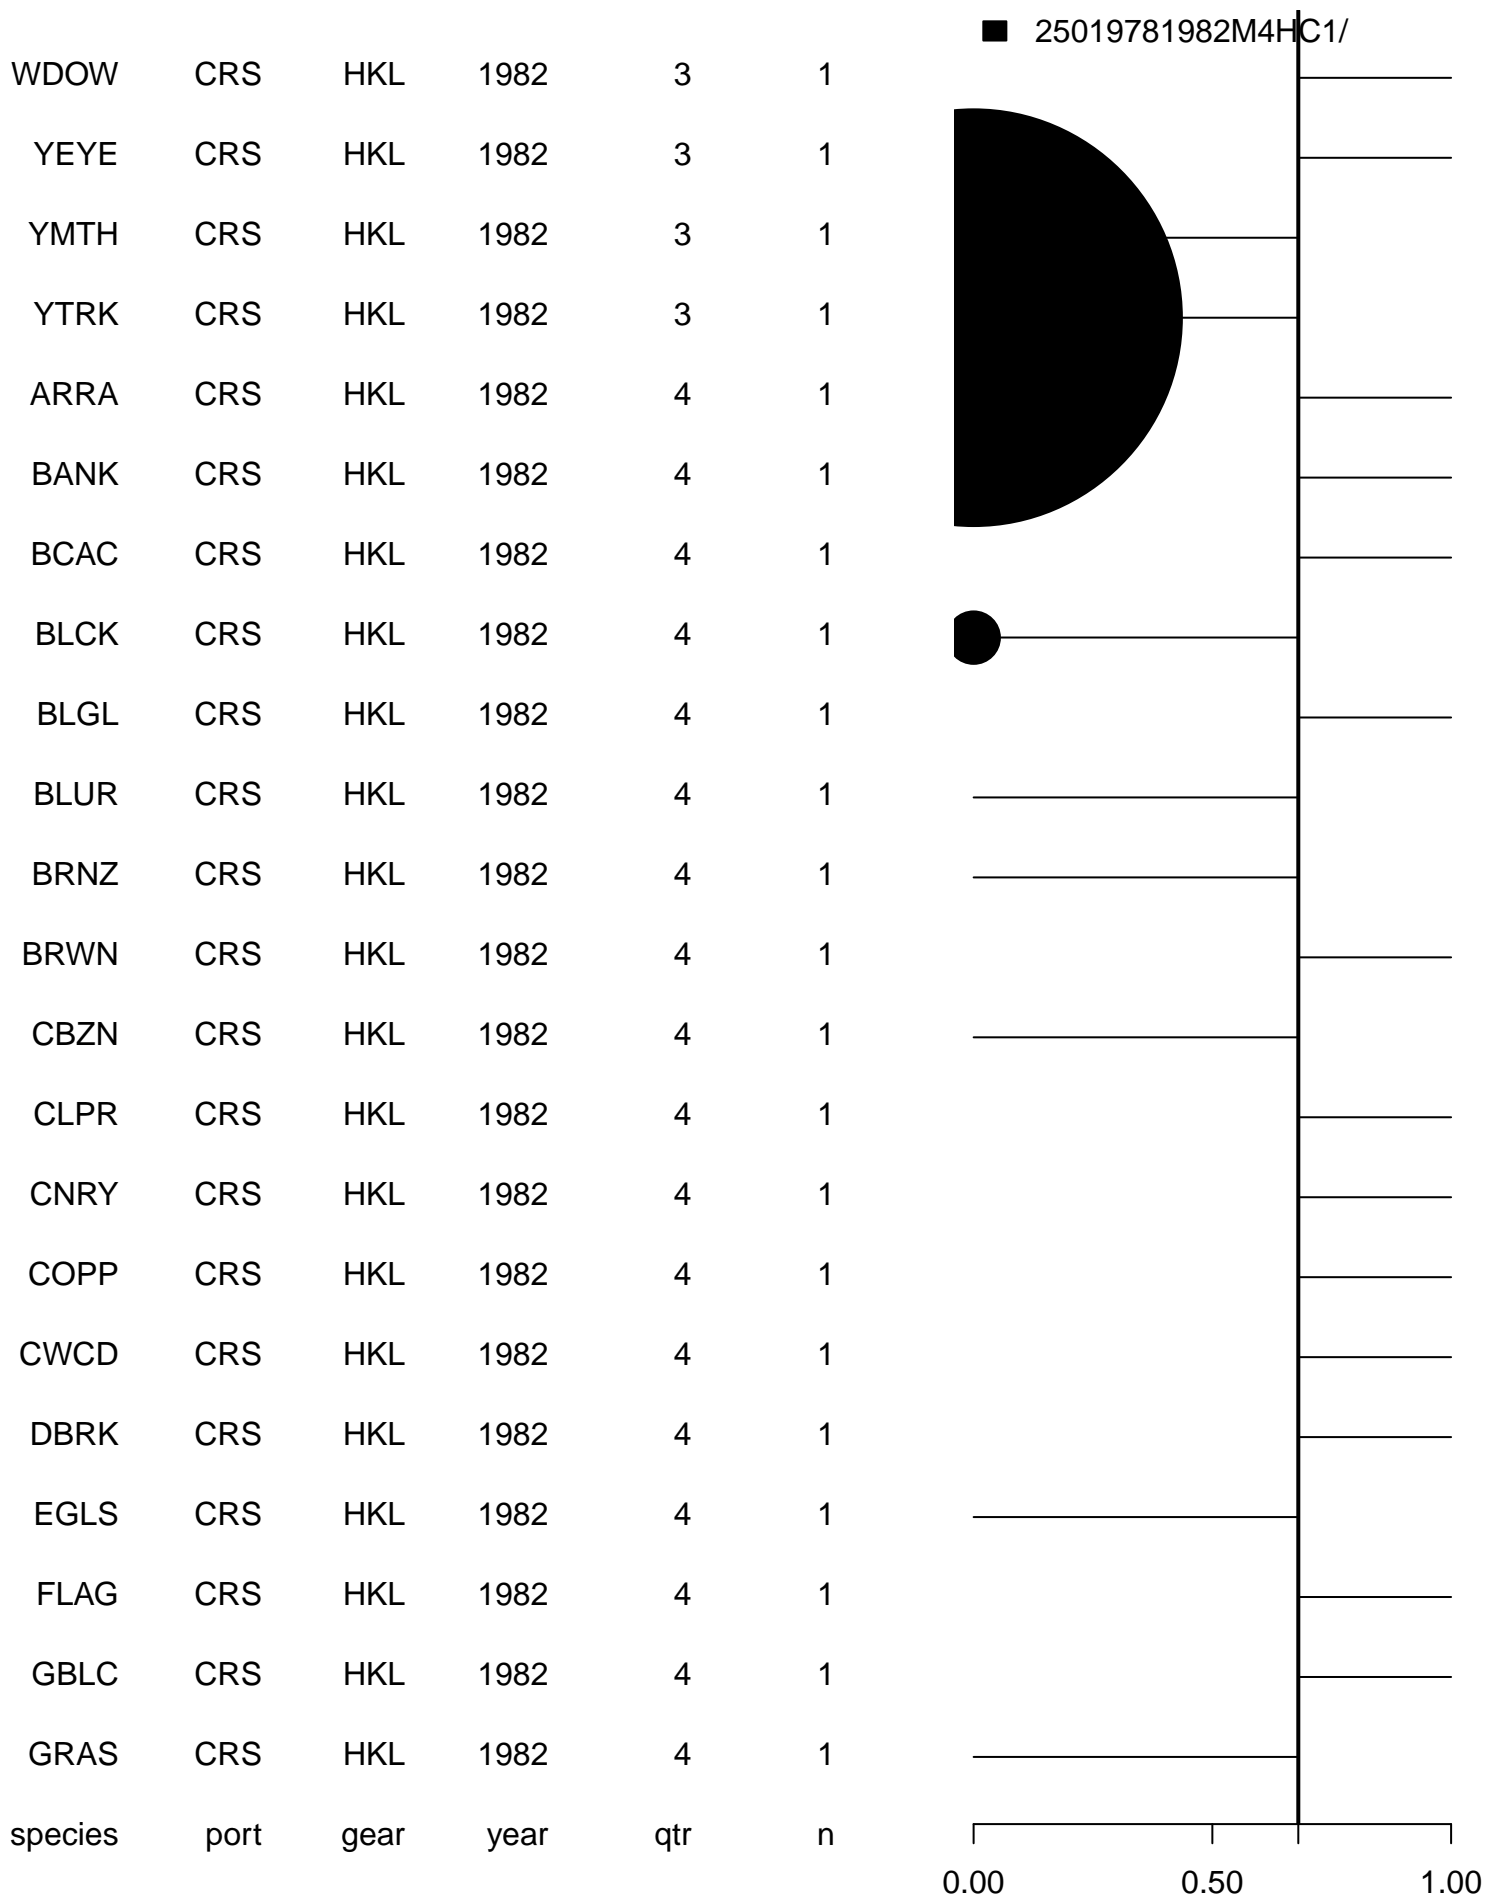 25019781982M4HC1/
WDOW CRS HKL 1982 3 1
YEYE CRS HKL 1982 3 1
YMTH CRS HKL 1982 3 1
YTRK CRS HKL 1982 3 1
ARRA CRS HKL 1982 4 1
BANK CRS HKL 1982 4 1
BCAC CRS HKL 1982 4 1
BLCK CRS HKL 1982 4 1
BLGL CRS HKL 1982 4 1
BLUR CRS HKL 1982 4 1
BRNZ CRS HKL 1982 4 1
BRWN CRS HKL 1982 4 1
CBZN CRS HKL 1982 4 1
CLPR CRS HKL 1982 4 1
CNRY CRS HKL 1982 4 1
COPP CRS HKL 1982 4 1
CWCD CRS HKL 1982 4 1
DBRK CRS HKL 1982 4 1
EGLS CRS HKL 1982 4 1
FLAG CRS HKL 1982 4 1
GBLC CRS HKL 1982 4 1
GRAS CRS HKL 1982 4 1
species port gear year qtr n
0.00 0.50 1.00